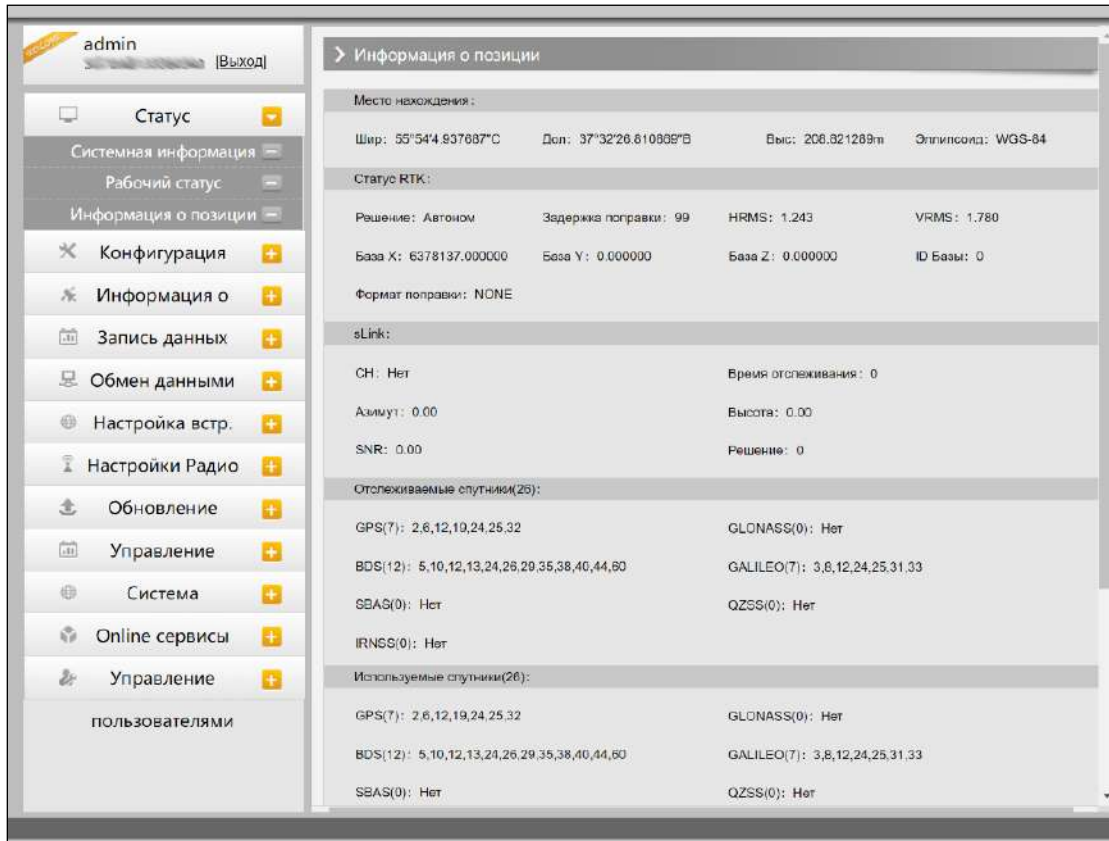 admin
[Выход]
Статус
Системная информация
Рабочий статус
Информация о позиции
Конфигурация
Информация о
Запись данных
Обмен данными
Настройка встр.
Настройки Радио
Обновление
Управление
Система
Online сервисы
Управление
пользователями
Информация о позиции
Место нахождения:
Шир: 55°54'4.937687"С Дол: 37°32'26.810869"В Выс: 208.821289m Эллипсоид: WGS-84
Статус RTK:
Решение: Автоном Задержка поправки: 99 HRMS: 1.243 VRMS: 1.780
База X: 6378137.000000 База Y: 0.000000 База Z: 0.000000 ID Базы: 0
Формат поправки: NONE
sLink:
СН: Нет Время отслеживания: 0
Азимут: 0.00 Высота: 0.00
SNR: 0.00 Решение: 0
Отслеживаемые спутники(26):
GPS(7): 2,6,12,19,24,25,32 GLONASS(0): Нет
BDS(12): 5,10,12,13,24,26,29,35,38,40,44,60 GALILEO(7): 3,8,12,24,25,31,33
SBAS(0): Нет QZSS(0): Нет
IRNSS(0): Нет
Используемые спутники(26):
GPS(7): 2,6,12,19,24,25,32 GLONASS(0): Нет
BDS(12): 5,10,12,13,24,26,29,35,38,40,44,60 GALILEO(7): 3,8,12,24,25,31,33
SBAS(0): Нет QZSS(0): Нет